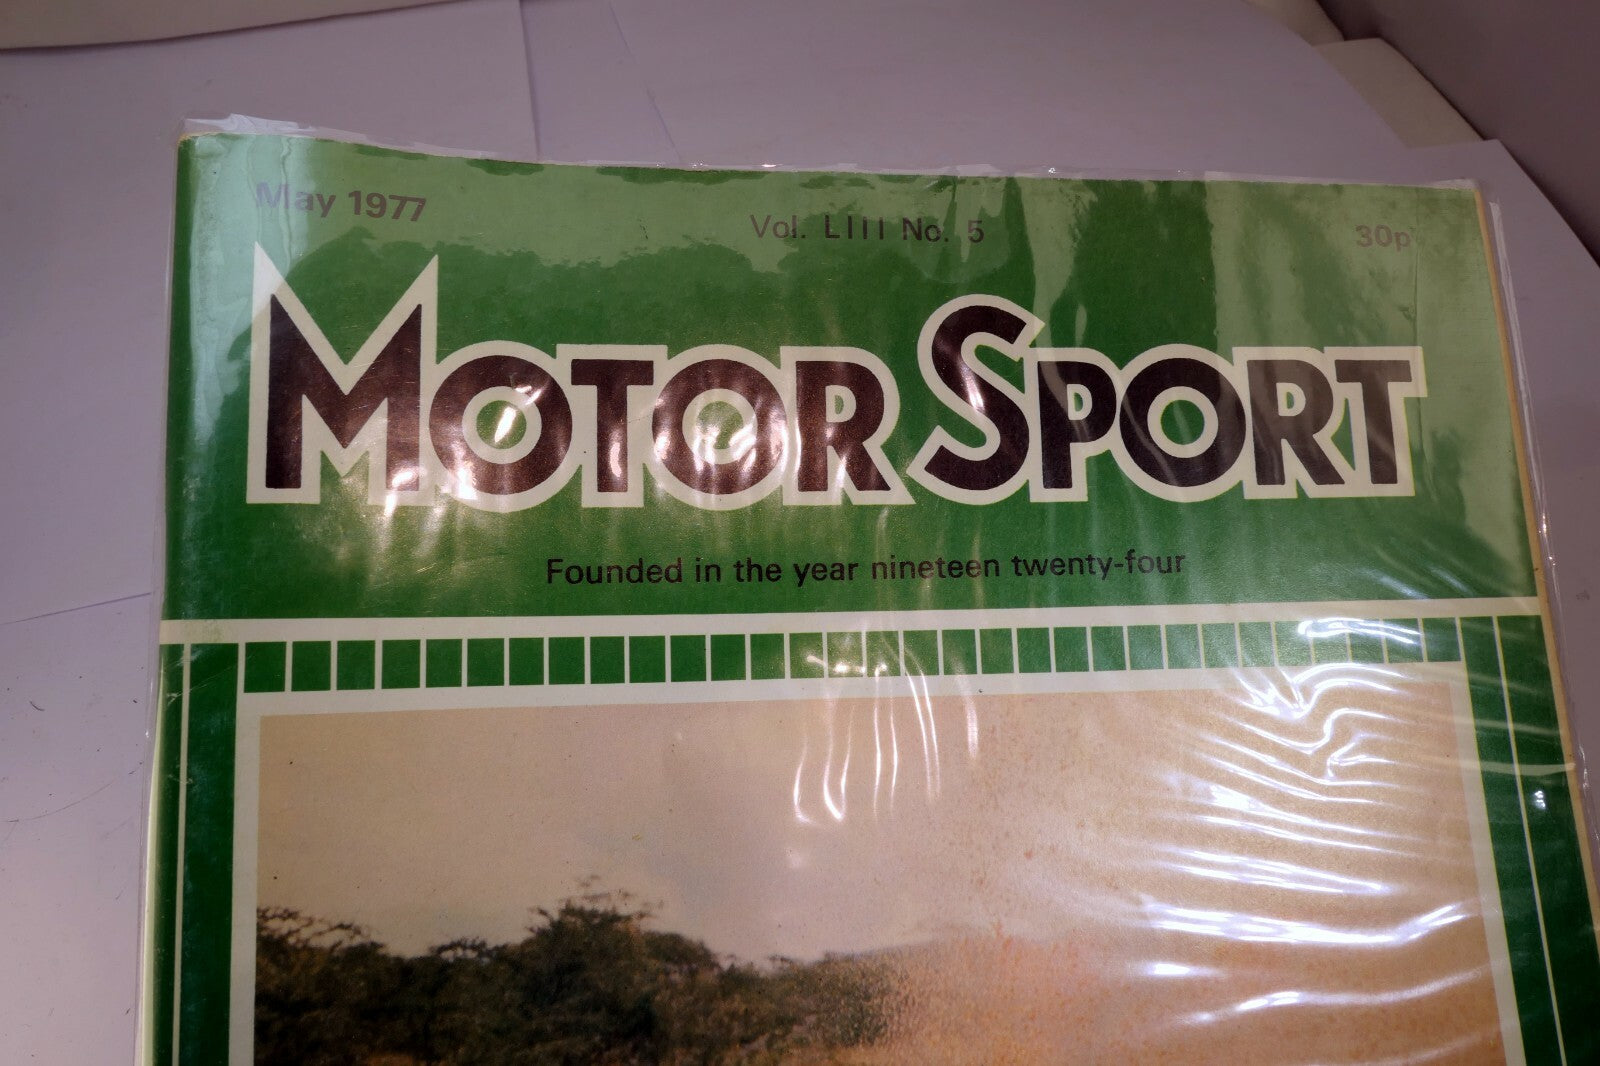 May 1977
Vol. LIII No. 5
30p
MOTOR SPORT
Founded in the year nineteen twenty-four